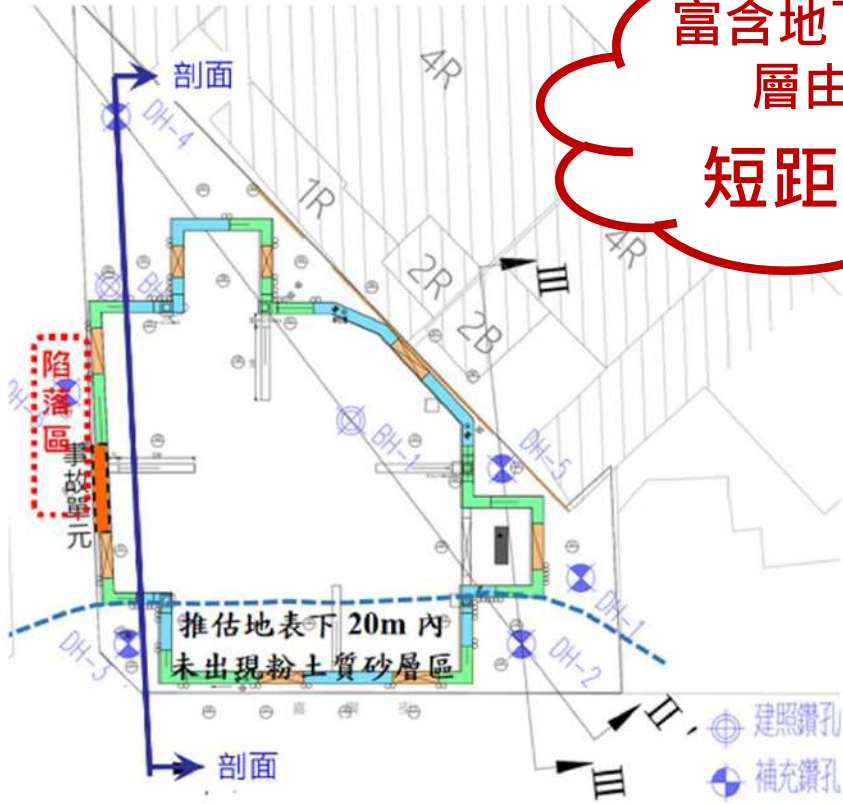 富含地下
層由
短距
剖面
DH-4
4R
1R
2R
2B
4R
III
陷落區
事故單元
BH-1
DH-5
推估地表下 20m 內
未出現粉土質砂層區
DH-3
DH-1
DH-2
II'
III
剖面
建照鑽孔
補充鑽孔